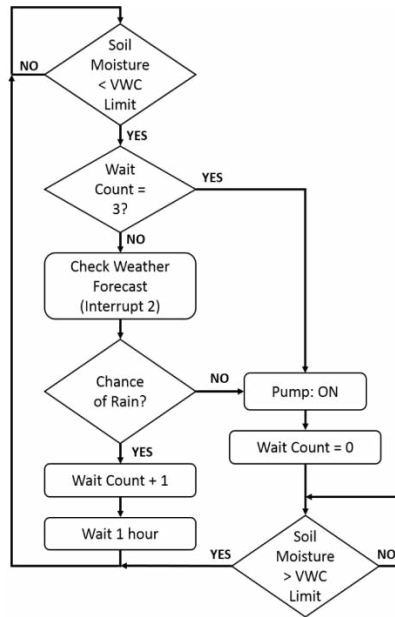 Soil
Moisture
< VWC
Limit
NO
YES
Wait
Count =
3?
YES
NO
Check Weather
Forecast
(Interrupt 2)
Chance
of Rain?
NO
Pump: ON
YES
Wait Count = 0
Wait Count + 1
Wait 1 hour
YES
Soil
Moisture
> VWC
Limit
NO